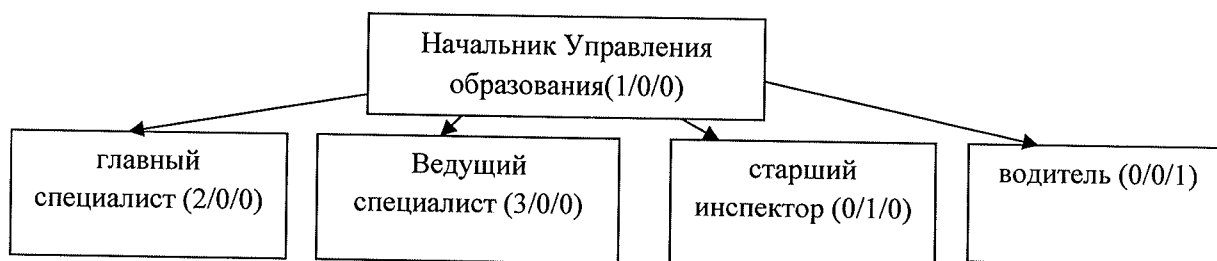 Начальник Управления
образования(1/0/0)
главный
специалист (2/0/0)
Ведущий
специалист (3/0/0)
старший
инспектор (0/1/0)
водитель (0/0/1)